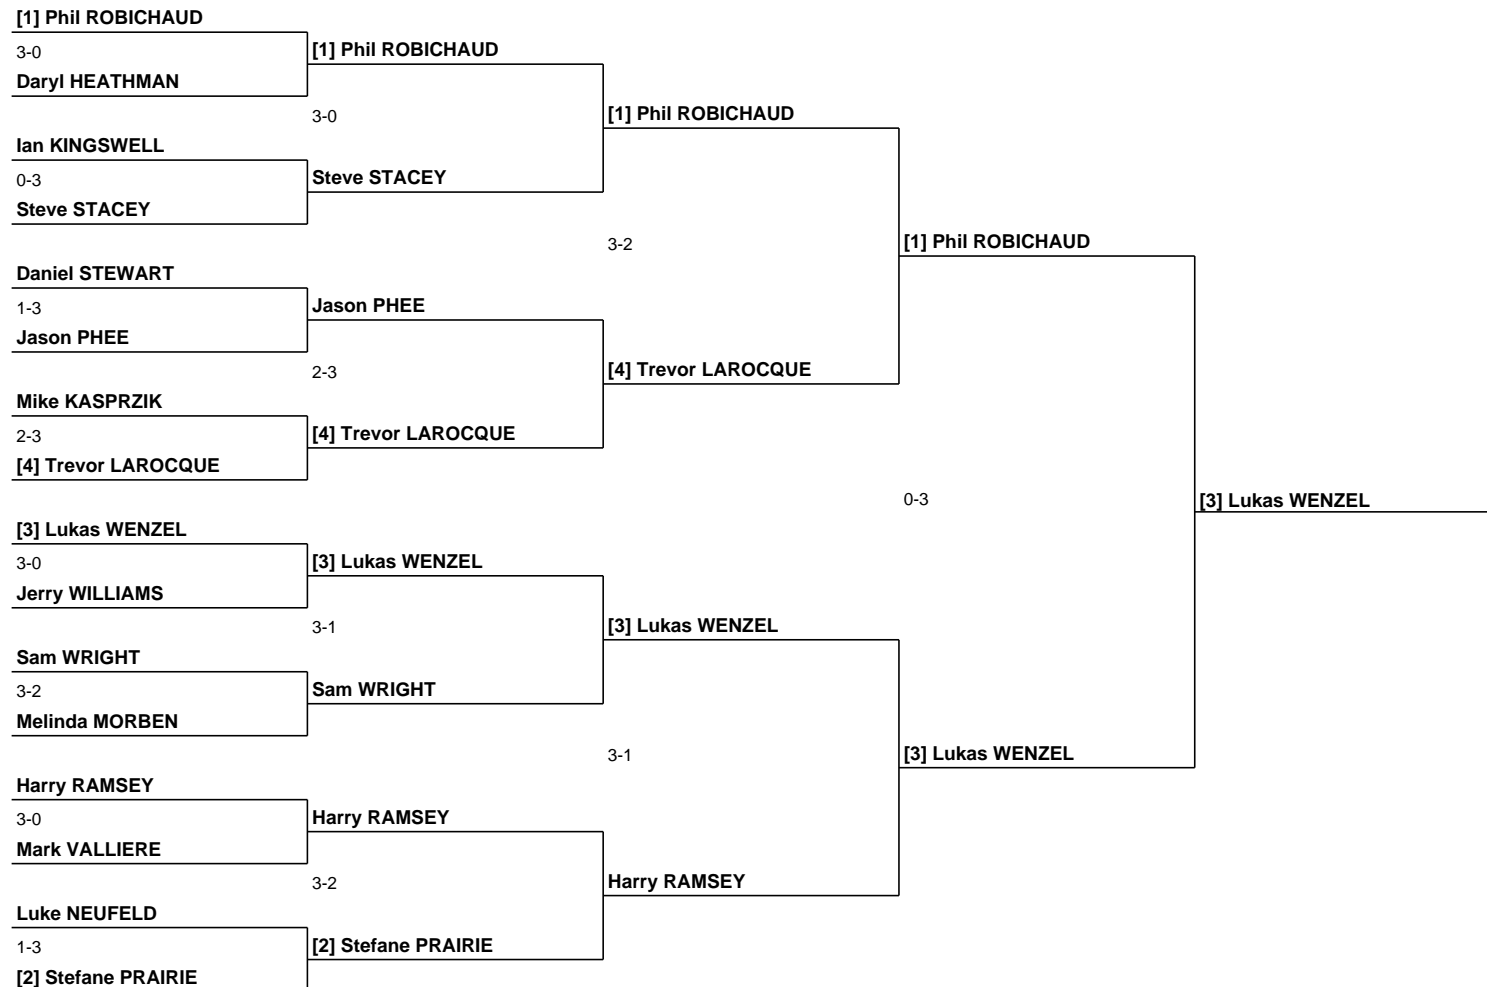 [1] Phil ROBICHAUD
3-0
[1] Phil ROBICHAUD
Daryl HEATHMAN
3-0
[1] Phil ROBICHAUD
Ian KINGSWELL
0-3
Steve STACEY
Steve STACEY
3-2
[1] Phil ROBICHAUD
Daniel STEWART
1-3
Jason PHEE
Jason PHEE
2-3
[4] Trevor LAROCQUE
Mike KASPRZIK
2-3
[4] Trevor LAROCQUE
[4] Trevor LAROCQUE
0-3
[3] Lukas WENZEL
[3] Lukas WENZEL
3-0
[3] Lukas WENZEL
Jerry WILLIAMS
3-1
[3] Lukas WENZEL
Sam WRIGHT
3-2
Sam WRIGHT
Melinda MORBEN
3-1
[3] Lukas WENZEL
Harry RAMSEY
3-0
Harry RAMSEY
Mark VALLIERE
3-2
Harry RAMSEY
Luke NEUFELD
1-3
[2] Stefane PRAIRIE
[2] Stefane PRAIRIE